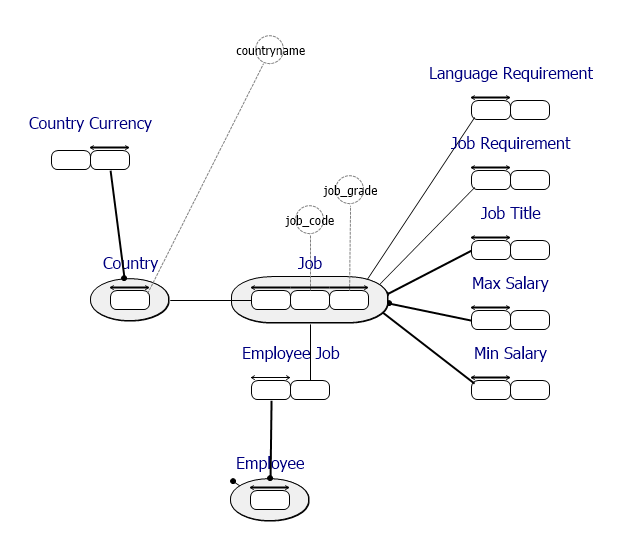 countryname
Language Requirement
Country Currency
Job Requirement
job_grade
Job Title
job_code
Country
Job
Max Salary
Employee Job
Min Salary
Employee